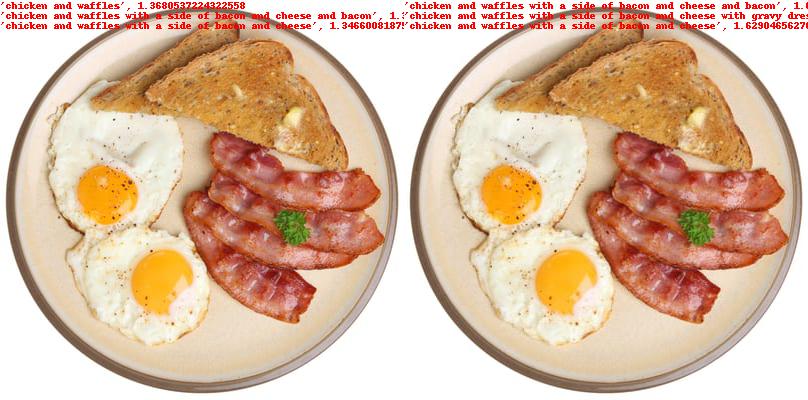 'chicken and waffles', 1.3680537224322558
'chicken and waffles with a side of bacon and cheese and bacon', 1.
'chicken and waffles with a side of bacon and cheese', 1.3466008187
'chicken and waffles with a side of bacon and cheese and bacon', 1.
'chicken and waffles with a side of bacon and cheese with gravy dre
'chicken and waffles with a side of bacon and cheese', 1.6290465627